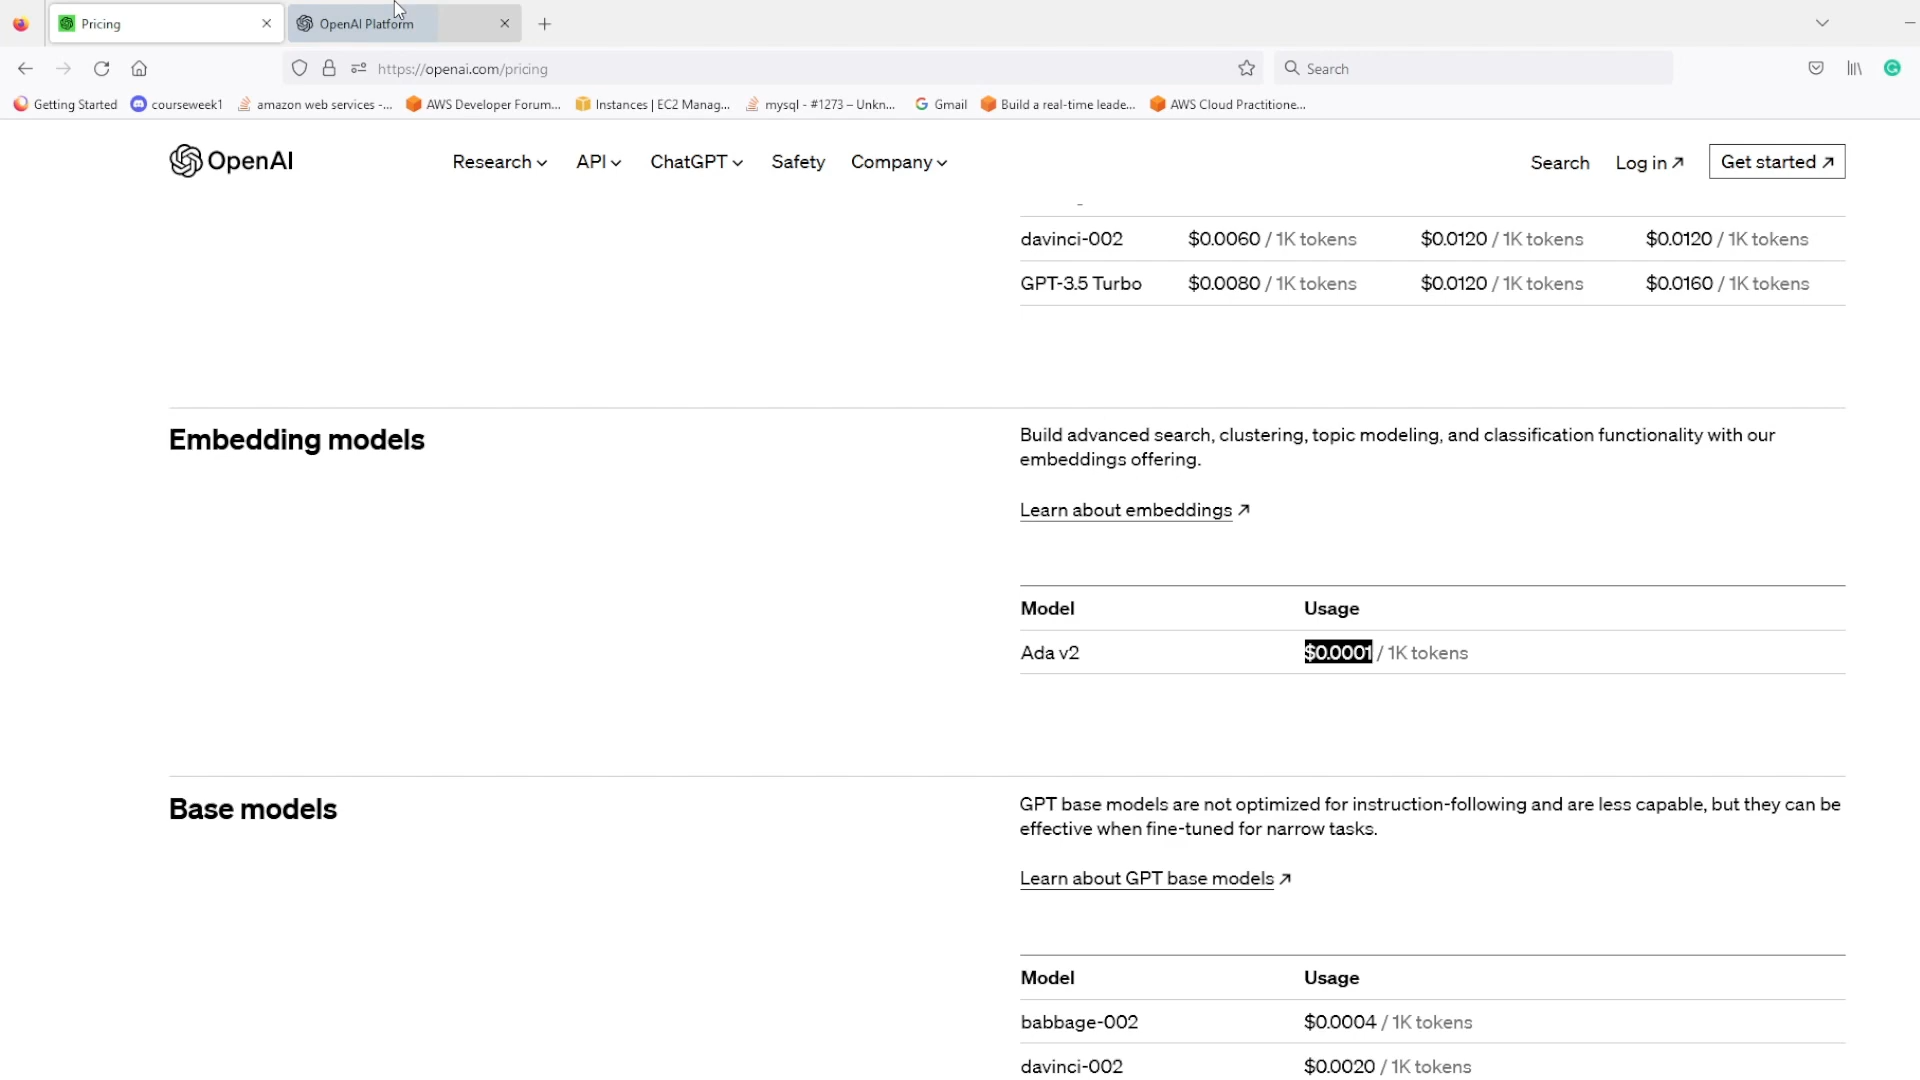 Pricing
OpenAI Platform
https://openai.com/pricing
Search
Getting Started
courseweek1
amazon web services -...
AWS Developer Forum...
Instances | EC2 Manag...
mysql - #1273 – Unkn...
Gmail
Build a real-time leade...
AWS Cloud Practitione...
OpenAI
Research
API
ChatGPT
Safety
Company
Search
Log in ↗
Get started ↗
davinci-002 $0.0060 / 1K tokens $0.0120 / 1K tokens $0.0120 / 1K tokens
GPT-3.5 Turbo $0.0080 / 1K tokens $0.0120 / 1K tokens $0.0160 / 1K tokens
Embedding models
Build advanced search, clustering, topic modeling, and classification functionality with our
embeddings offering.
Learn about embeddings ↗
Model Usage
Ada v2 $0.0001 / 1K tokens
Base models
GPT base models are not optimized for instruction-following and are less capable, but they can be
effective when fine-tuned for narrow tasks.
Learn about GPT base models ↗
Model Usage
babbage-002 $0.0004 / 1K tokens
davinci-002 $0.0020 / 1K tokens